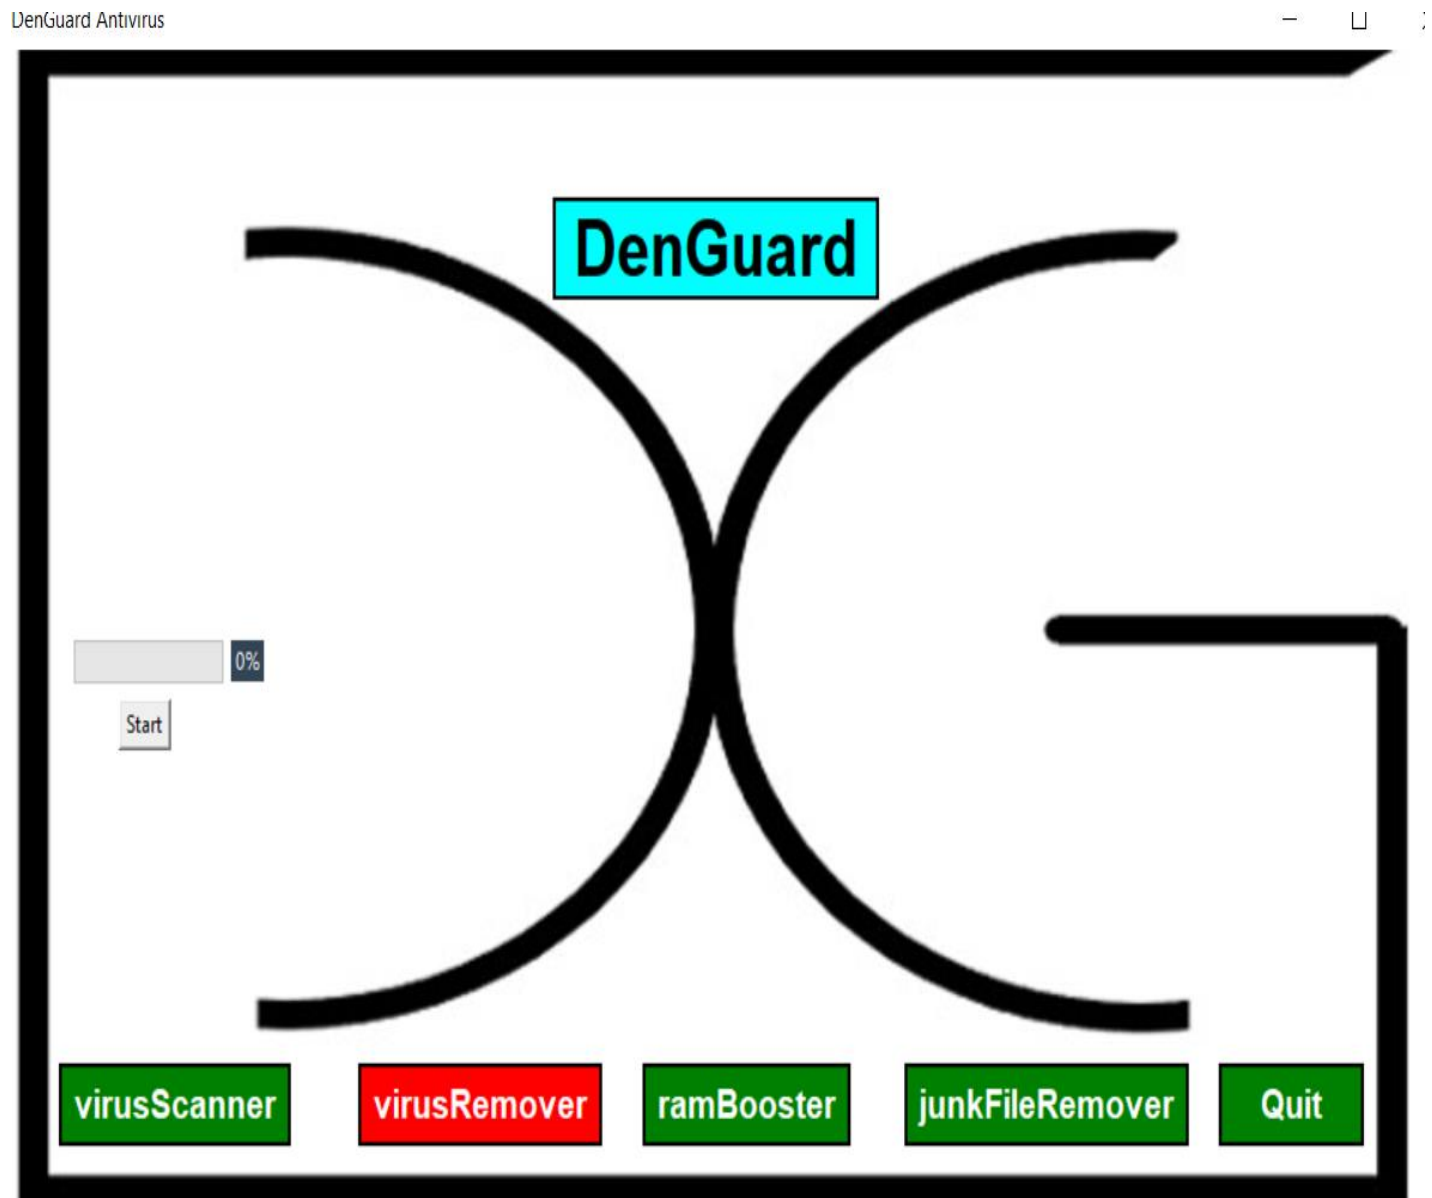 DenGuard Antivirus
DenGuard
0%
Start
virusScanner virusRemover ramBooster junkFileRemover Quit